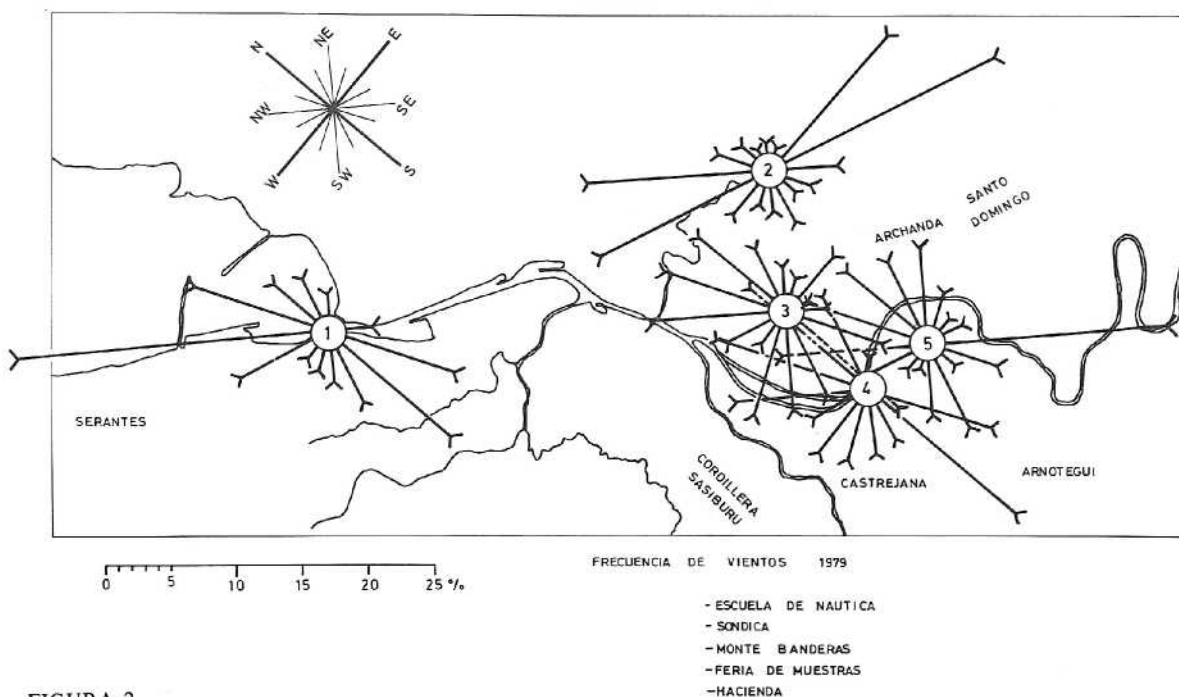 N
NE
E
NW
SE
W
SW
S
2
SANTO
ARCHANDA
DOMINGO
3
1
5
4
SERANTES
CORDILLERA
SASIBURU
CASTREJANA
ARNOTEGUI
0 5 10 15 20 25 %
FRECUENCIA DE VIENTOS 1979
- ESCUELA DE NAUTICA
- SONDICA
- MONTE BANDERAS
- FERIA DE MUESTRAS
- HACIENDA
FIGURA 2